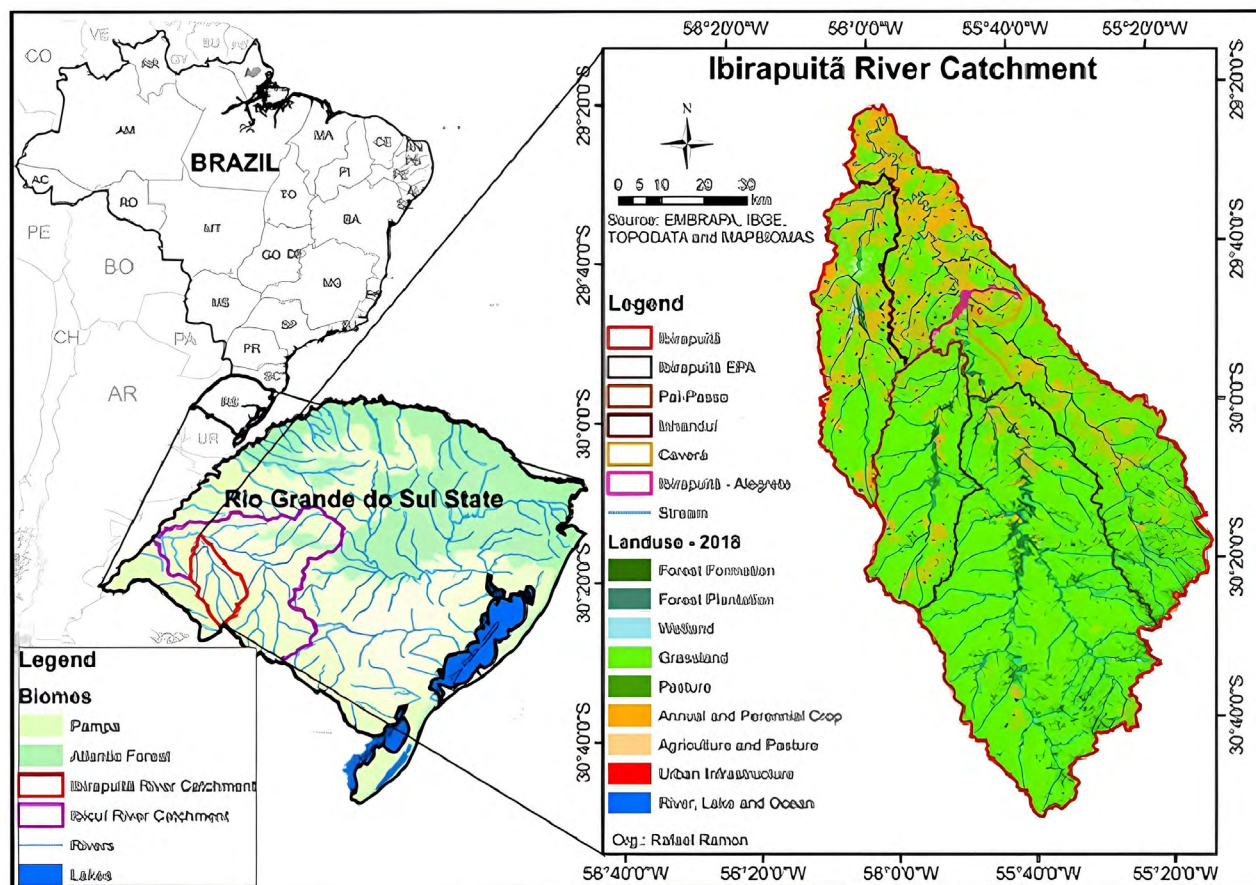 CO
VE
AM
AC
RO
MT
TO
MA
PI
BA
GO
MS
PR
SC
BRAZIL
PE
BO
CH
PA
AR
UR
Rio Grande do Sul State
Legend
Biomes
Pampa
Atlantic Forest
Ibirapuitã River Catchment
River Catchment
Rivers
Lakes
56°20'0"W 56°0'0"W 55°40'0"W 55°20'0"W
Ibirapuitã River Catchment
N
0 5 10 20 30
km
Source: EMBRAPA, IBGE,
TOPODATA and MAPBIOMAS
Legend
Ibirapuitã
Ibirapuitã EPA
Pai-Passo
Inhanduí
Caverá
Ibirapuitã - Alegrete
Stream
Landuse - 2018
Forest Formation
Forest Plantation
Wetland
Grassland
Pasture
Annual and Perennial Crop
Agriculture and Pasture
Urban Infrastructure
River, Lake and Ocean
Org.: Rafael Ramon
29°20'0"S
29°40'0"S
30°0'0"S
30°20'0"S
30°40'0"S
29°20'0"S
29°40'0"S
30°0'0"S
30°20'0"S
30°40'0"S
56°40'0"W 56°20'0"W 56°0'0"W 55°40'0"W 55°20'0"W